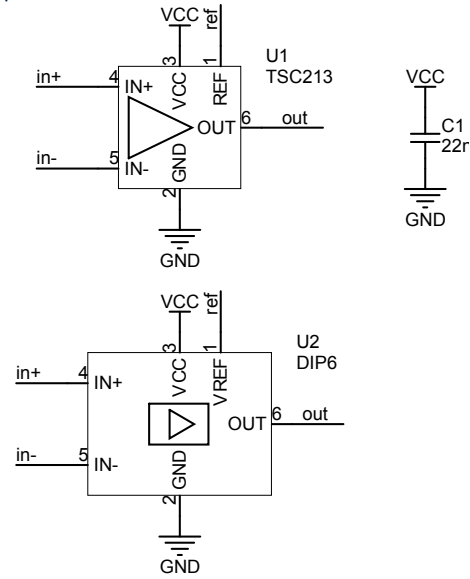 VCC
ref
3
1
U1
TSC213
in+
4
IN+
VCC
REF
OUT
6
out
in-
5
IN-
GND
2
GND
VCC
C1
22n
GND
VCC
ref
3
1
U2
DIP6
in+
4
IN+
VCC
VREF
OUT
6
out
in-
5
IN-
GND
2
GND